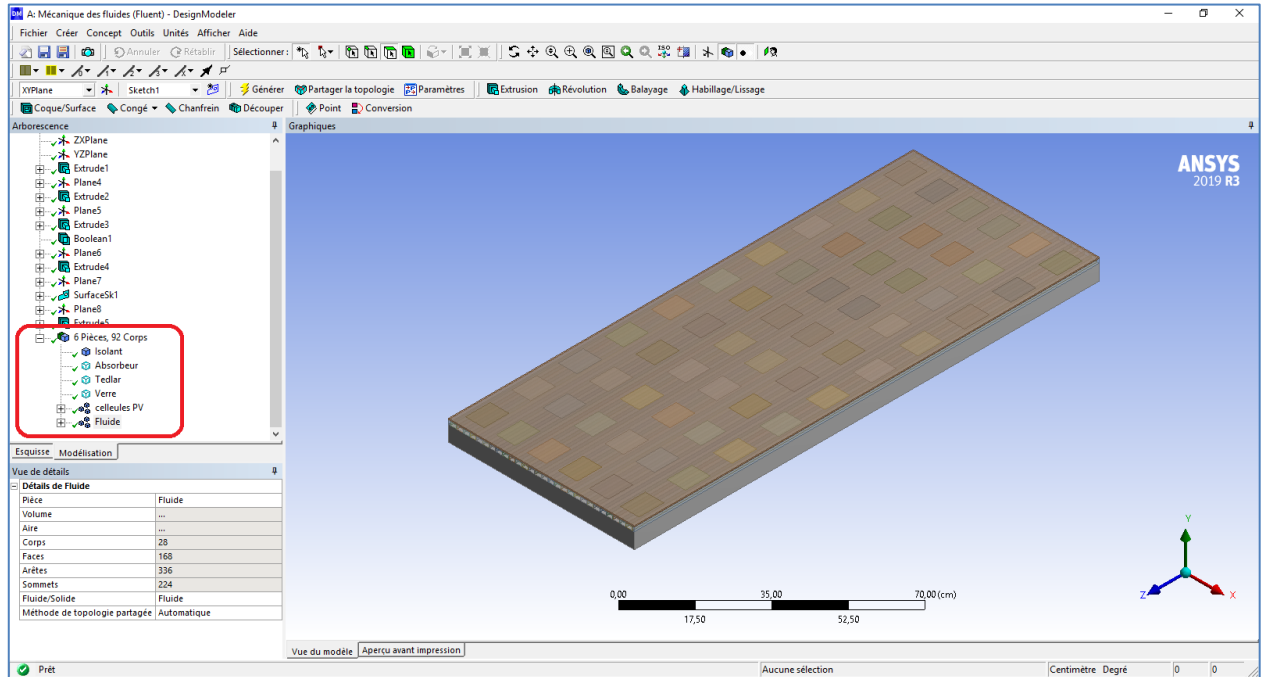 A: Mécanique des fluides (Fluent) - DesignModeler
Fichier Créer Concept Outils Unités Afficher Aide
Annuler Rétablir Sélectionner:
XYPlane Sketch1 Générer Partager la topologie Paramètres Extrusion Révolution Balayage Habillage/Lissage
Coque/Surface Congé Chanfrein Découper Point Conversion
Arborescence
Graphiques
ZXPlane
YZPlane
Extrude1
Plane4
Extrude2
Plane5
Extrude3
Boolean1
Plane6
Extrude4
Plane7
SurfaceSk1
Plane8
Extrude5
6 Pièces, 92 Corps
Isolant
Absorbeur
Tedlar
Verre
celleules PV
Fluide
Esquisse Modélisation
Vue de détails
Détails de Fluide
Pièce Fluide
Volume ...
Aire ...
Corps 28
Faces 168
Arêtes 336
Sommets 224
Fluide/Solide Fluide
Méthode de topologie partagée Automatique
ANSYS
2019 R3
Y
Z X
0,00 35,00 70,00 (cm)
17,50 52,50
Vue du modèle Aperçu avant impression
Prêt Aucune sélection Centimètre Degré 0 0